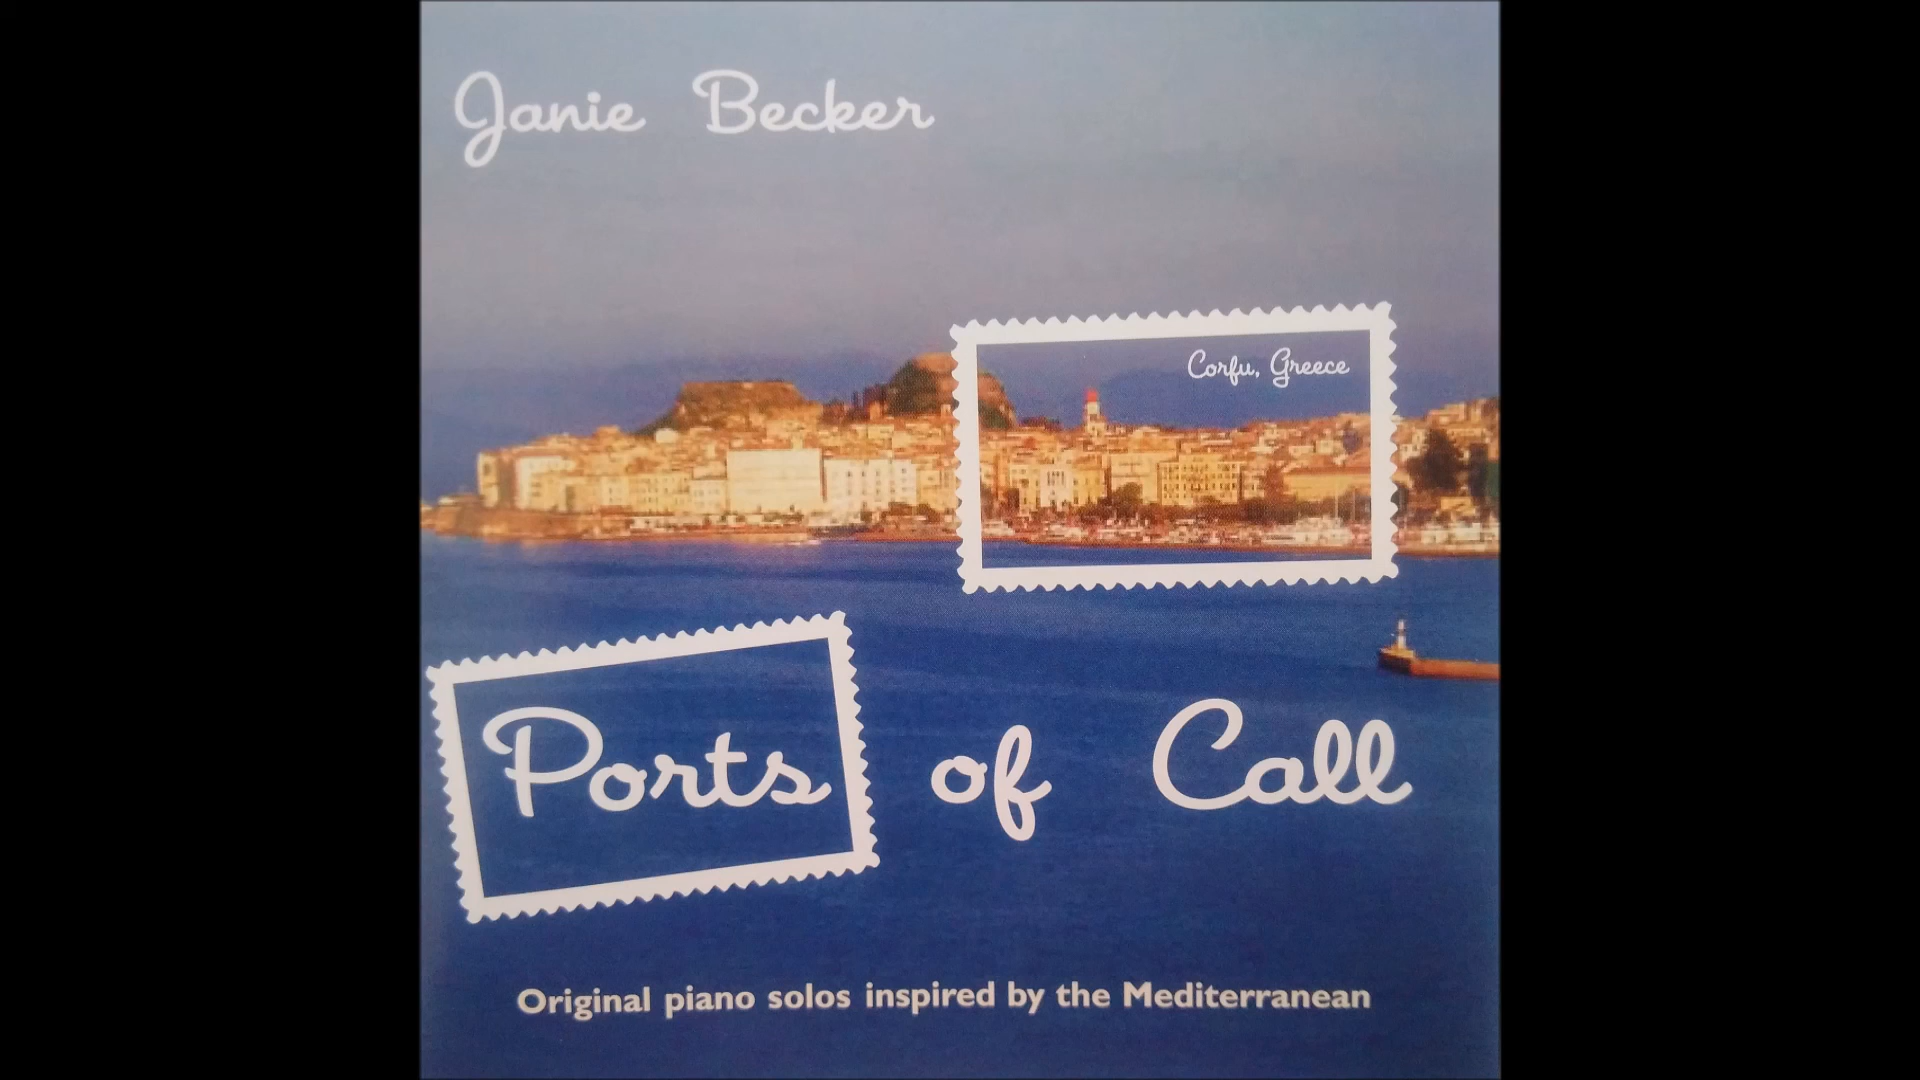 Janie Becker
Corfu, Greece
Ports of Call
Original piano solos inspired by the Mediterranean